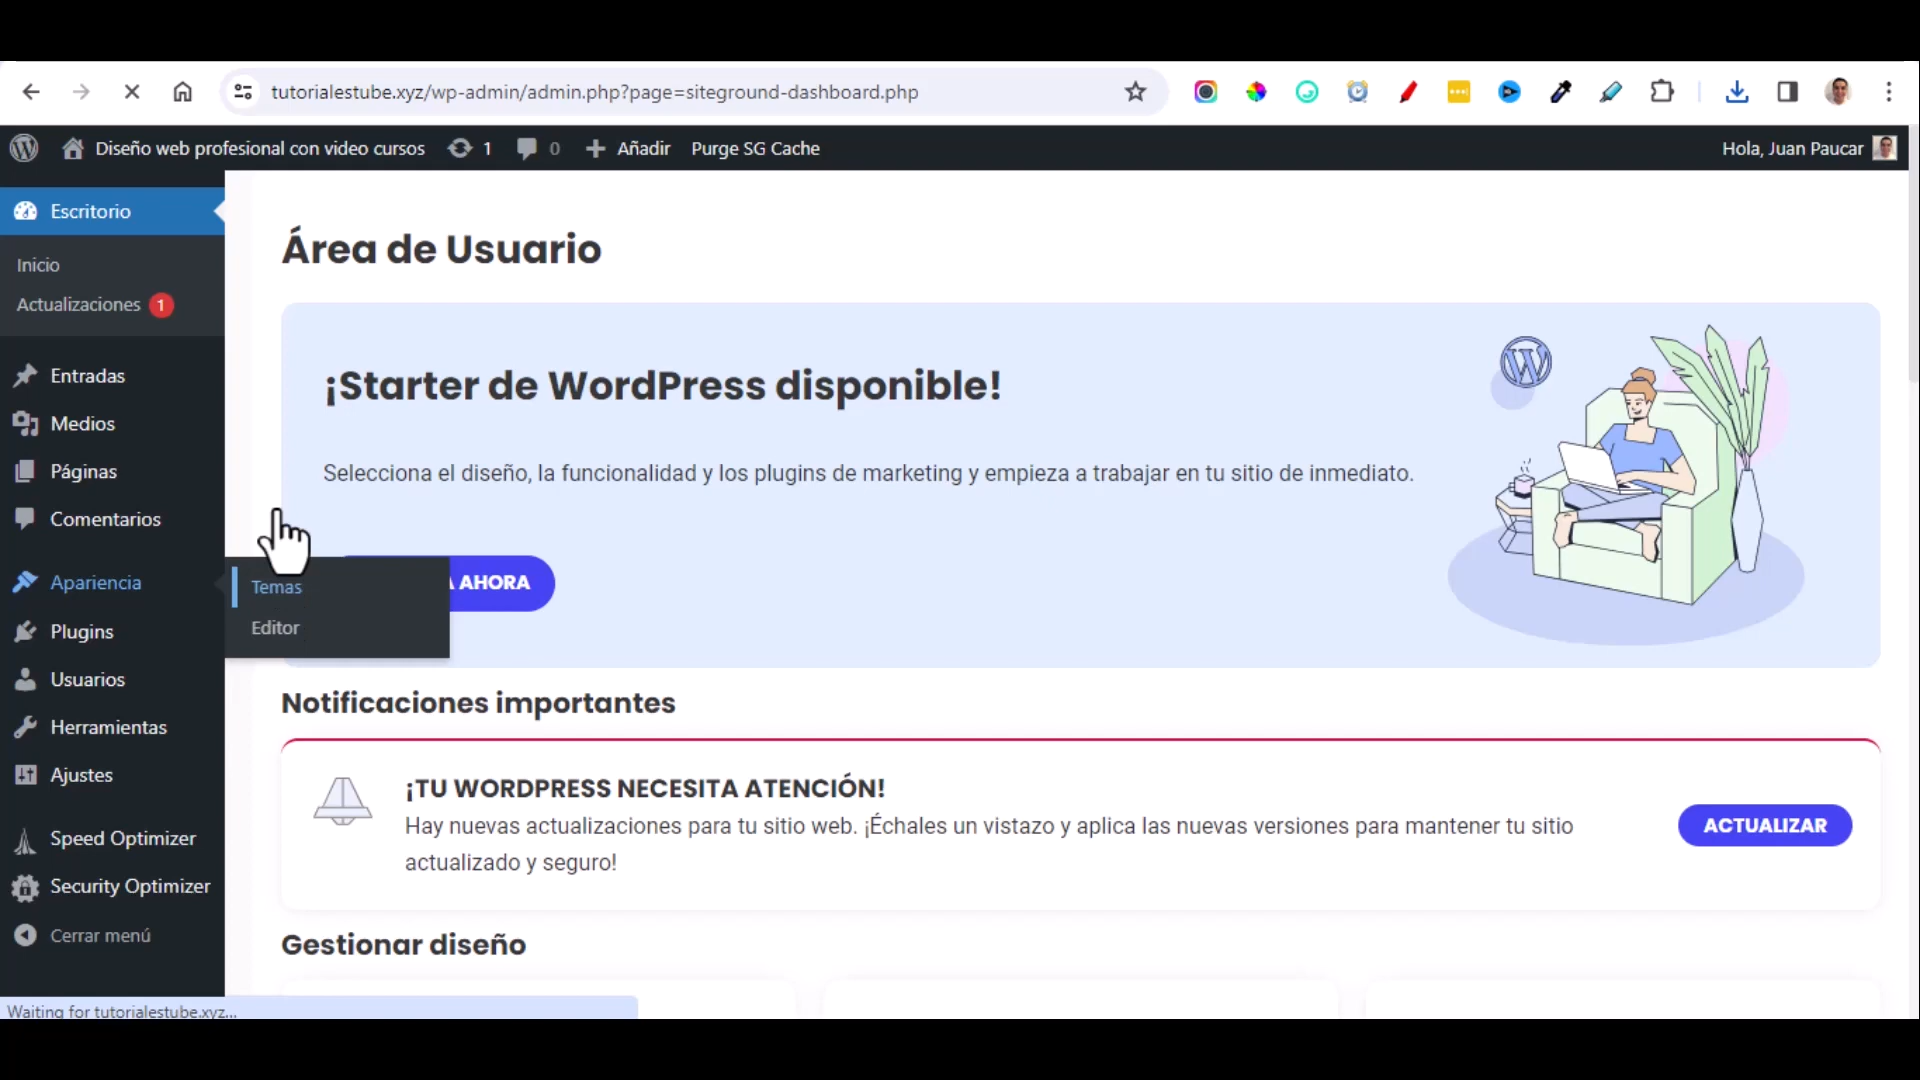 tutorialestube.xyz/wp-admin/admin.php?page=siteground-dashboard.php
Diseño web profesional con video cursos 1 0 Añadir Purge SG Cache Hola, Juan Paucar
Escritorio
Inicio
Actualizaciones 1
Entradas
Medios
Páginas
Comentarios
Apariencia
Temas
Editor
Plugins
Usuarios
Herramientas
Ajustes
Speed Optimizer
Security Optimizer
Cerrar menú
Área de Usuario
¡Starter de WordPress disponible!
Selecciona el diseño, la funcionalidad y los plugins de marketing y empieza a trabajar en tu sitio de inmediato.
AHORA
Notificaciones importantes
¡TU WORDPRESS NECESITA ATENCIÓN!
Hay nuevas actualizaciones para tu sitio web. ¡Échales un vistazo y aplica las nuevas versiones para mantener tu sitio
actualizado y seguro!
ACTUALIZAR
Gestionar diseño
Waiting for tutorialestube.xyz...